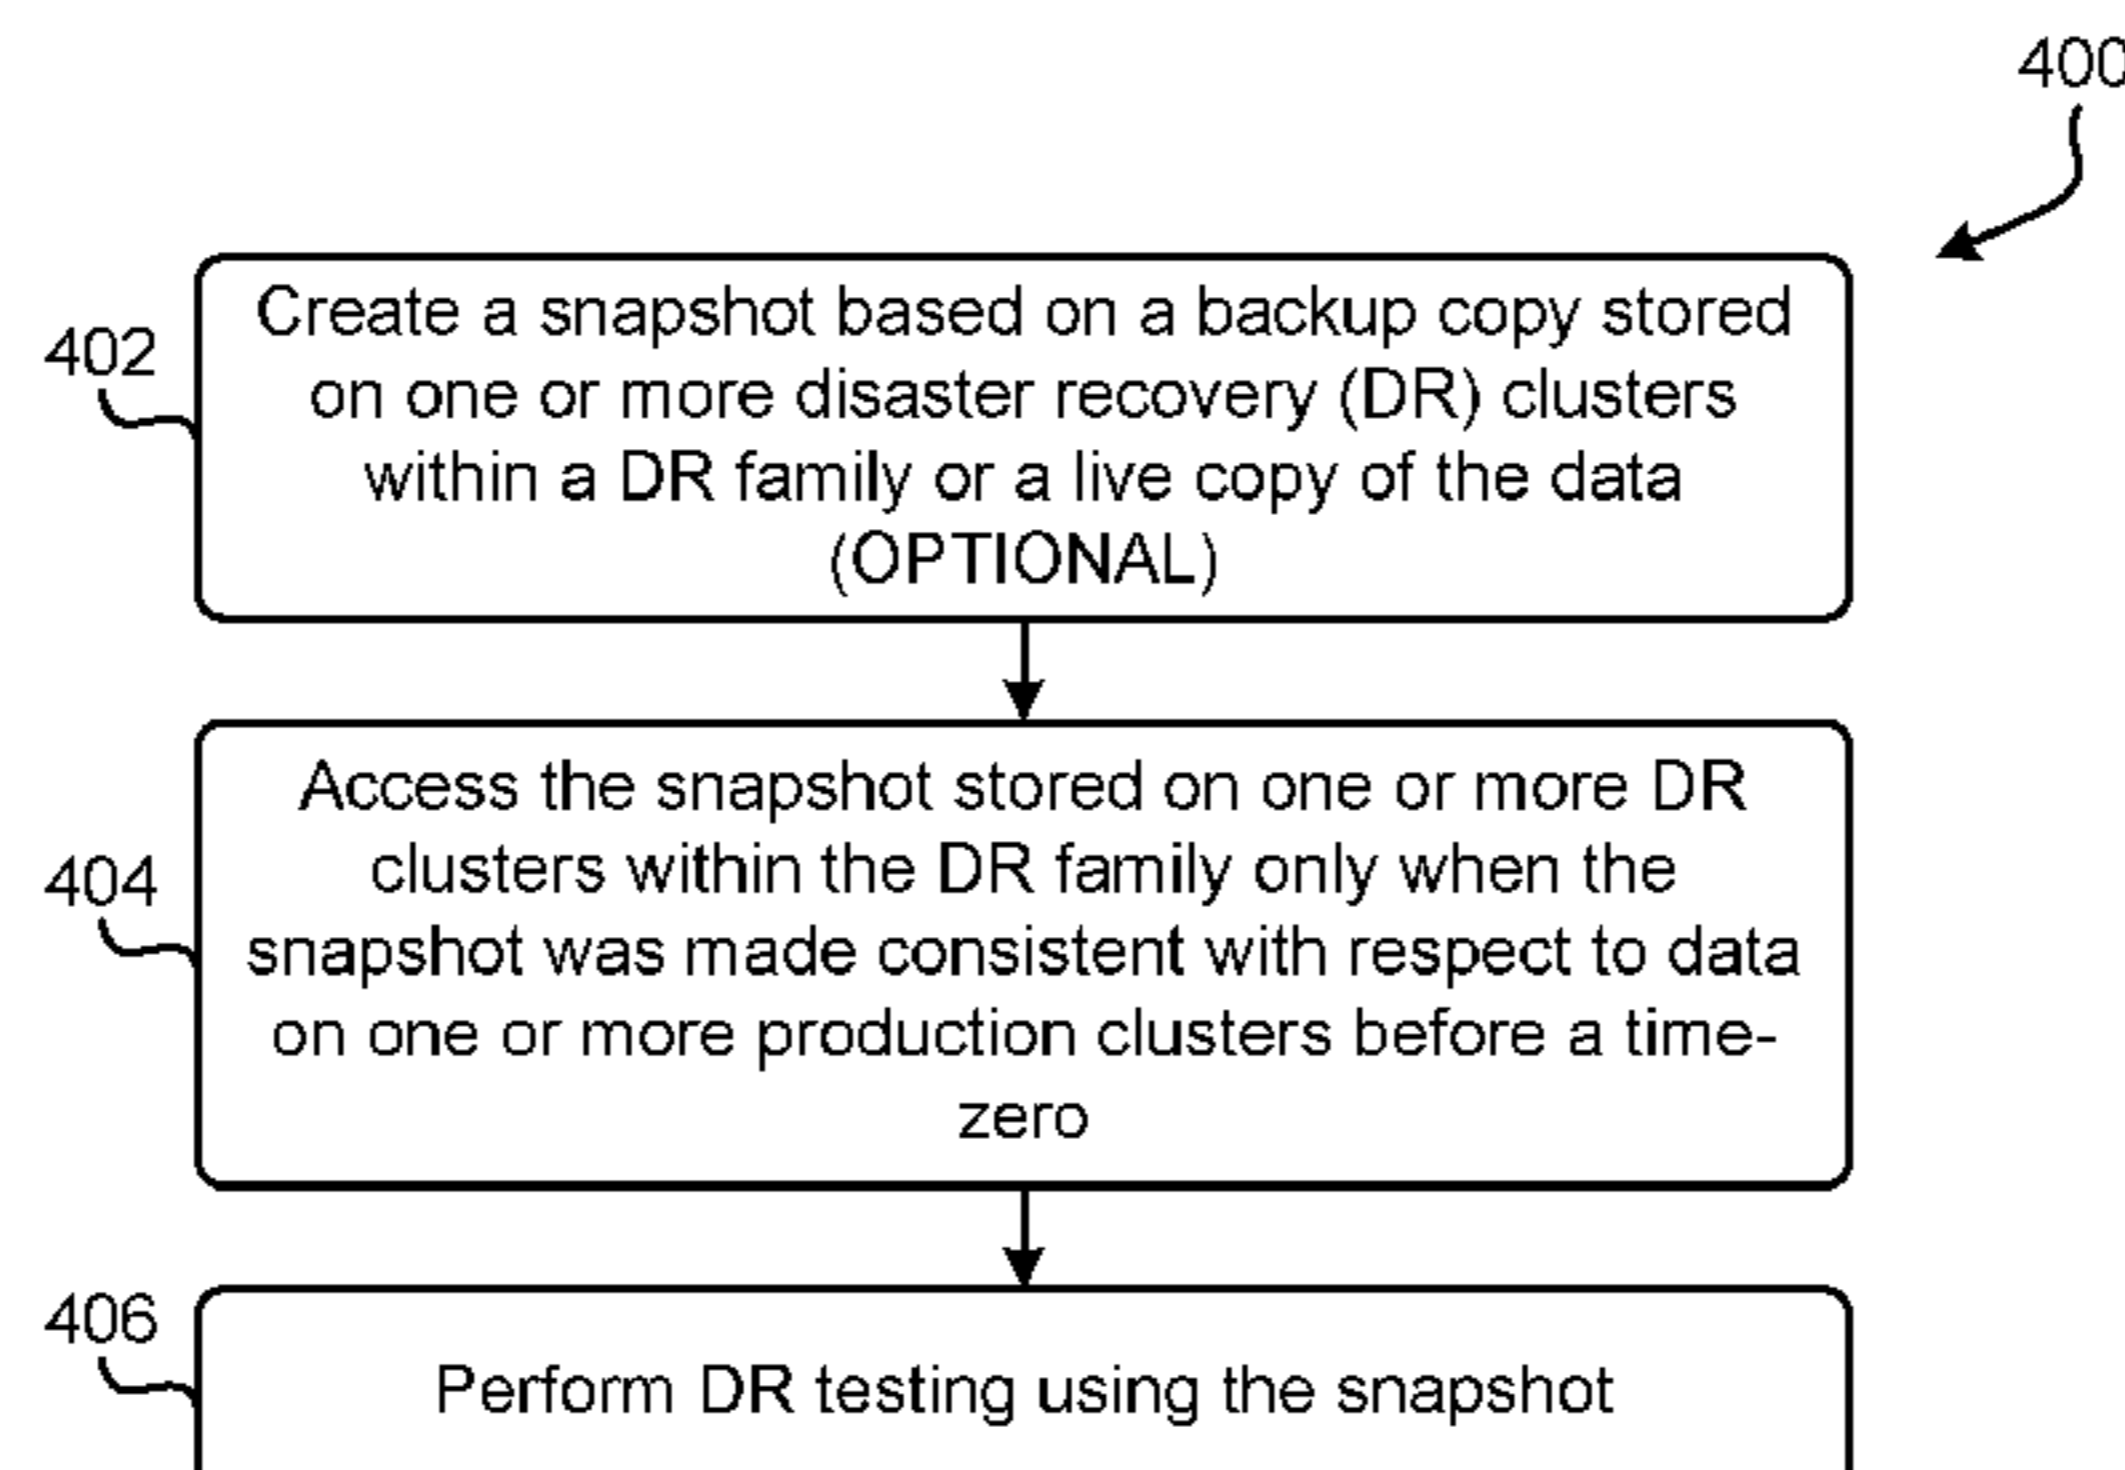 400
402
Create a snapshot based on a backup copy stored
on one or more disaster recovery (DR) clusters
within a DR family or a live copy of the data
(OPTIONAL)
404
Access the snapshot stored on one or more DR
clusters within the DR family only when the
snapshot was made consistent with respect to data
on one or more production clusters before a time-
zero
406
Perform DR testing using the snapshot